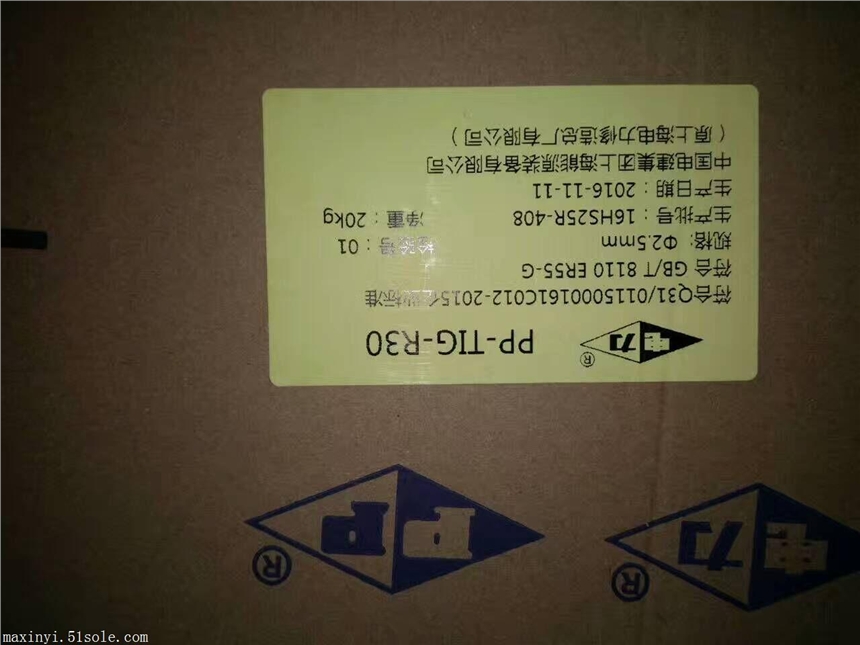 电力 ® PP-TIG-R30
符合Q31/0115000161C012-2015企业标准
符合 GB/T 8110 ER55-G
规格: Φ2.5mm 检验号：01
生产批号：16HS25R-408 净重：20kg
生产日期：2016-11-11
中国电建集团上海能源装备有限公司
（原上海电力修造总厂有限公司）
电力 ®
PP ®
maxinyi.51sole.com